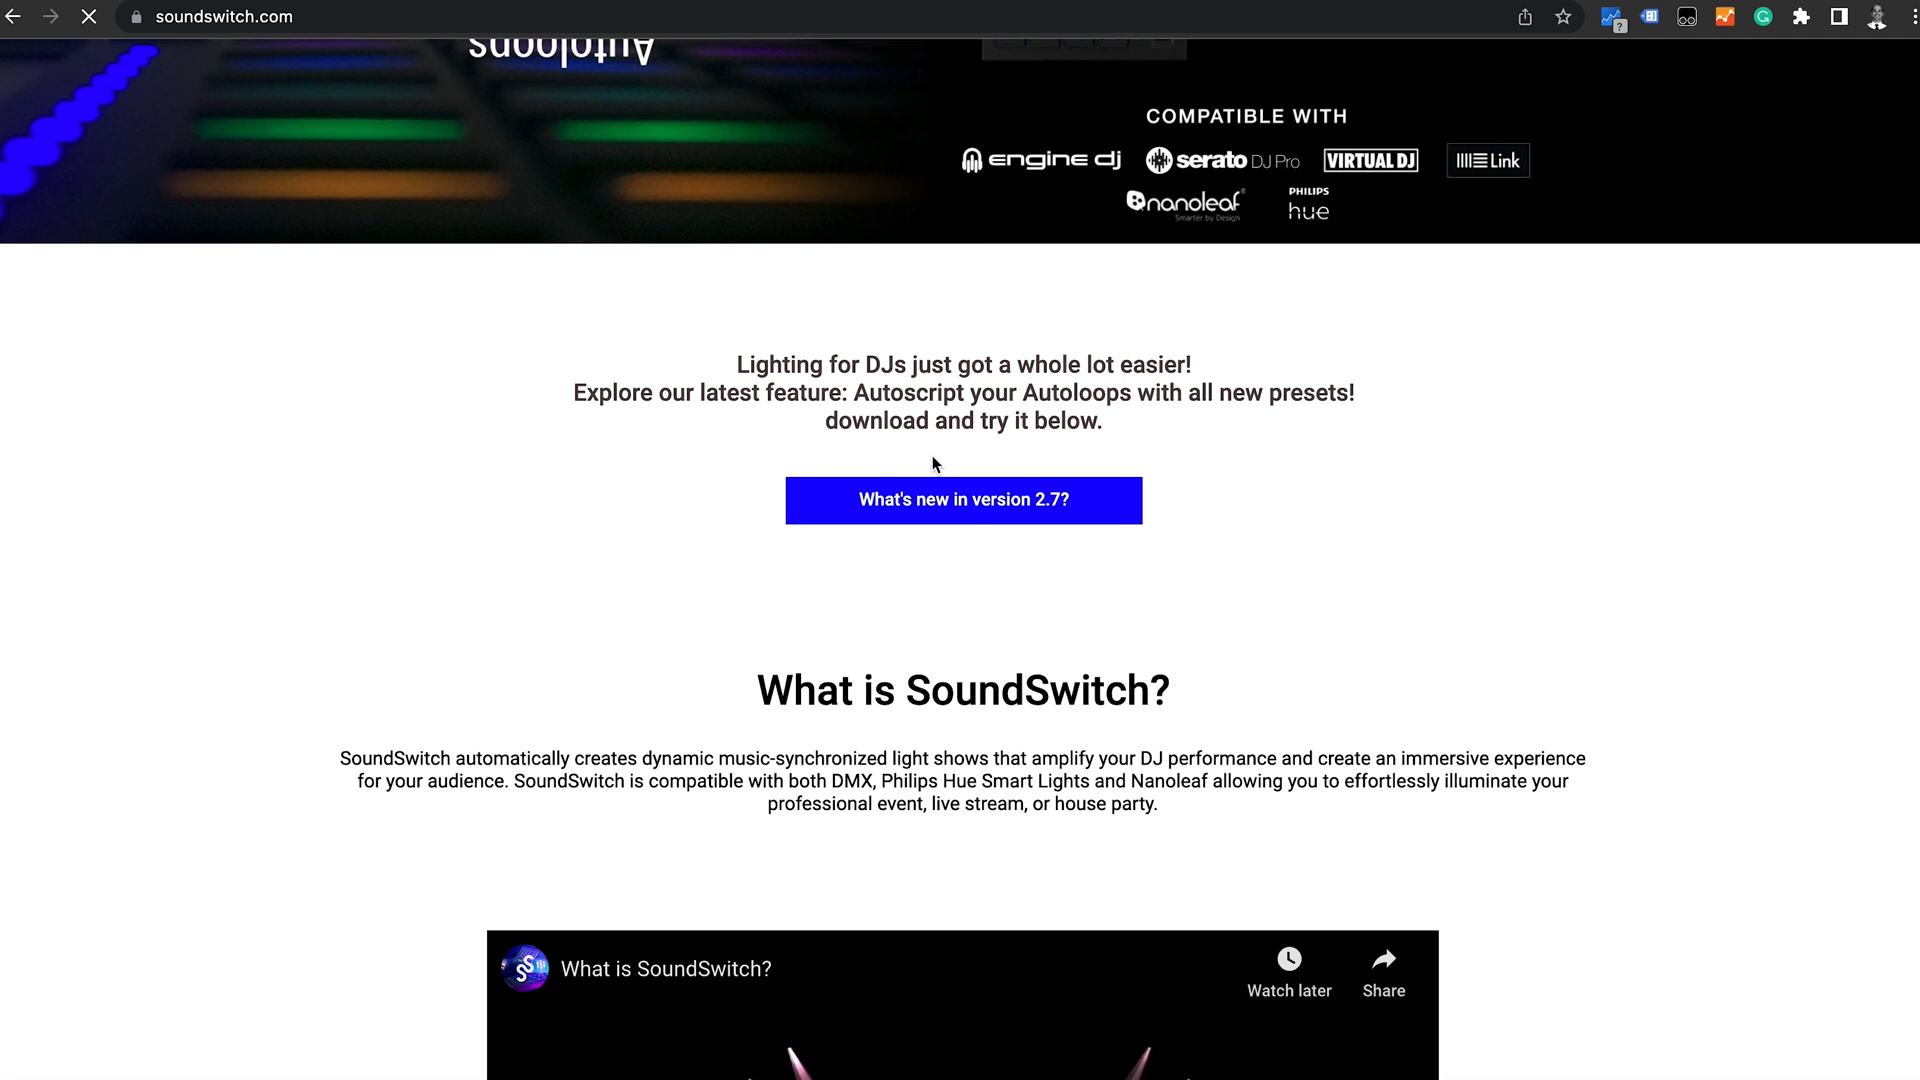 soundswitch.com
Autoloops
COMPATIBLE WITH
engine dj serato DJ Pro VIRTUAL DJ Link
nanoleaf PHILIPS
Smarter by Design hue
Lighting for DJs just got a whole lot easier!
Explore our latest feature: Autoscript your Autoloops with all new presets!
download and try it below.
What's new in version 2.7?
What is SoundSwitch?
SoundSwitch automatically creates dynamic music-synchronized light shows that amplify your DJ performance and create an immersive experience
for your audience. SoundSwitch is compatible with both DMX, Philips Hue Smart Lights and Nanoleaf allowing you to effortlessly illuminate your
professional event, live stream, or house party.
What is SoundSwitch?
Watch later Share